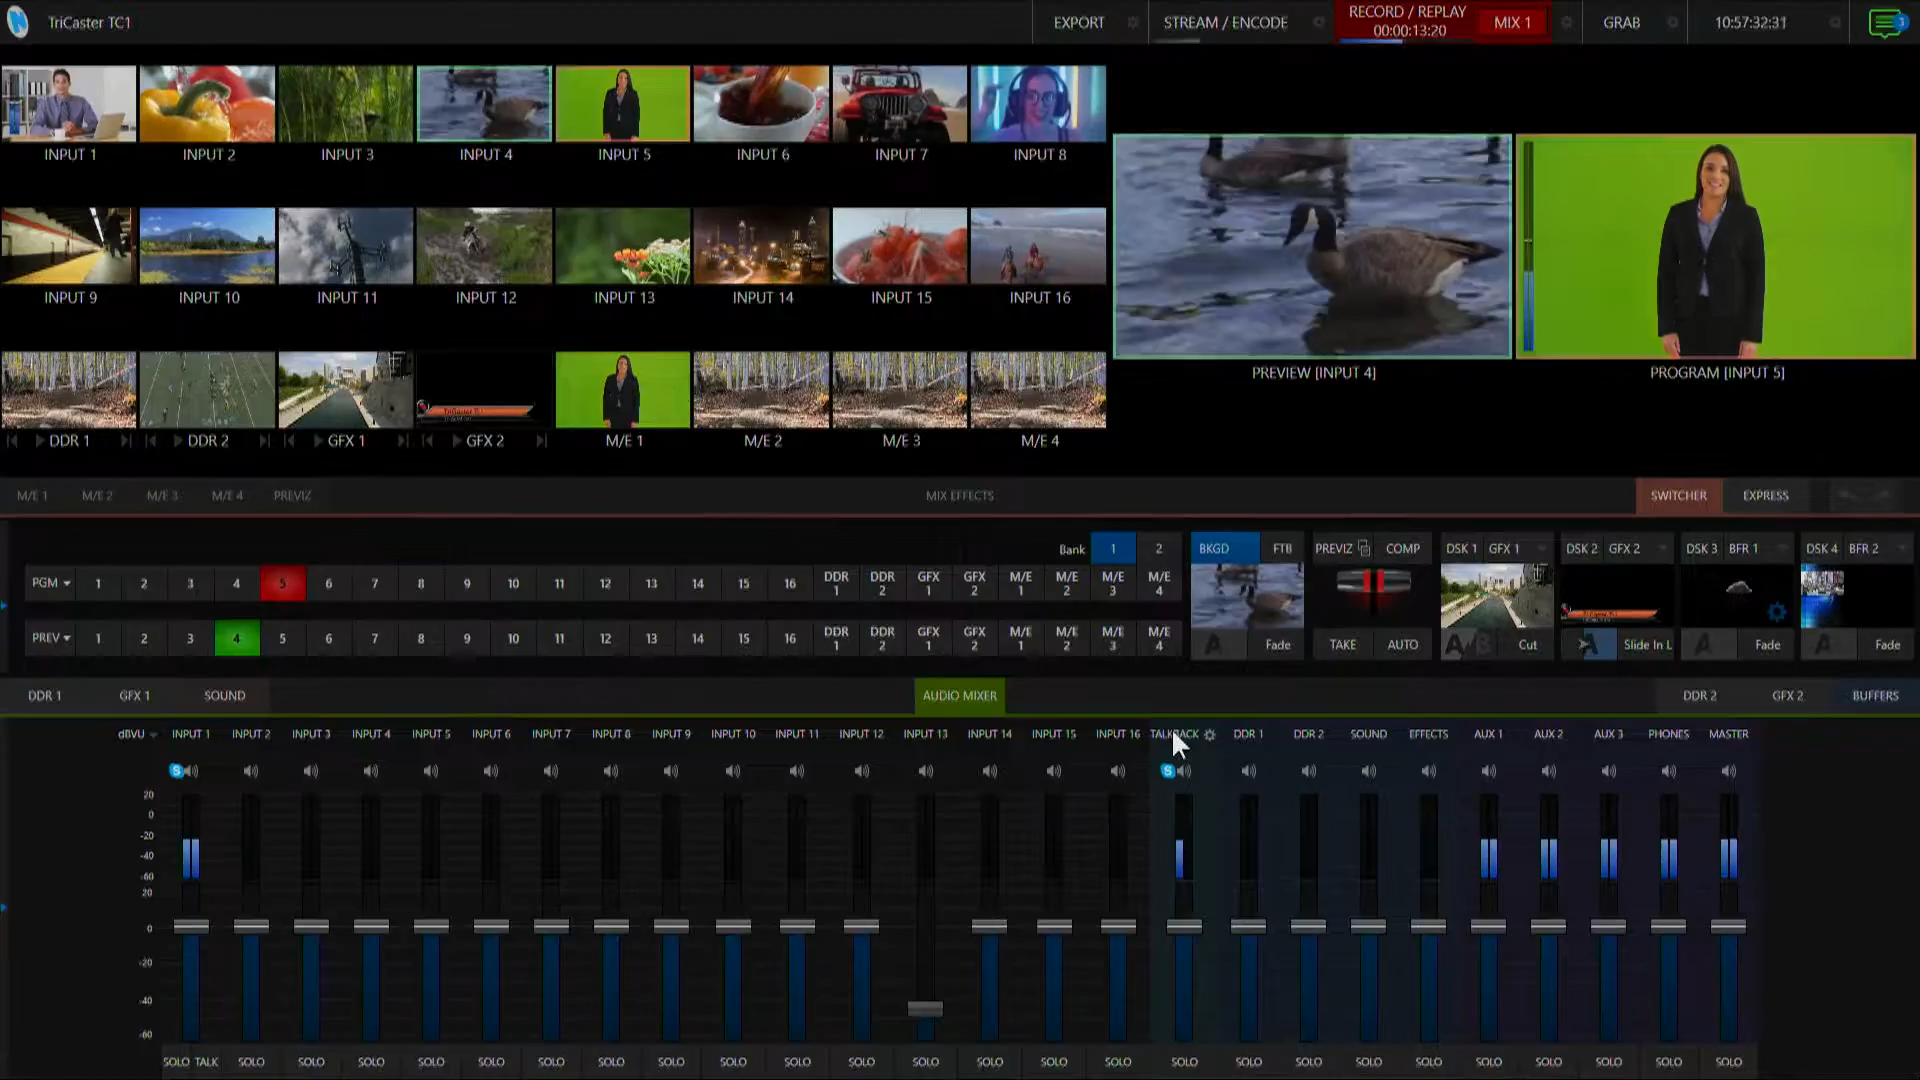 TriCaster TC1
EXPORT
STREAM / ENCODE
RECORD / REPLAY
00:00:13:20
MIX 1
GRAB
10:57:32:31
3
INPUT 1 INPUT 2 INPUT 3 INPUT 4 INPUT 5 INPUT 6 INPUT 7 INPUT 8
INPUT 9 INPUT 10 INPUT 11 INPUT 12 INPUT 13 INPUT 14 INPUT 15 INPUT 16
PREVIEW [INPUT 4] PROGRAM [INPUT 5]
DDR 1 DDR 2 GFX 1 GFX 2 M/E 1 M/E 2 M/E 3 M/E 4
M/E 1 M/E 2 M/E 3 M/E 4 PREVIZ MIX EFFECTS SWITCHER EXPRESS
Bank 1 2 BKGD FTB PREVIZ COMP DSK 1 GFX 1 DSK 2 GFX 2 DSK 3 BFR 1 DSK 4 BFR 2
PGM 1 2 3 4 5 6 7 8 9 10 11 12 13 14 15 16 DDR 1 DDR 2 GFX 1 GFX 2 M/E 1 M/E 2 M/E 3 M/E 4
PREV 1 2 3 4 5 6 7 8 9 10 11 12 13 14 15 16 DDR 1 DDR 2 GFX 1 GFX 2 M/E 1 M/E 2 M/E 3 M/E 4
A Fade TAKE AUTO A/B Cut A Slide In L A Fade A Fade
DDR 1 GFX 1 SOUND AUDIO MIXER DDR 2 GFX 2 BUFFERS
dBVU INPUT 1 INPUT 2 INPUT 3 INPUT 4 INPUT 5 INPUT 6 INPUT 7 INPUT 8 INPUT 9 INPUT 10 INPUT 11 INPUT 12 INPUT 13 INPUT 14 INPUT 15 INPUT 16 TALKBACK DDR 1 DDR 2 SOUND EFFECTS AUX 1 AUX 2 AUX 3 PHONES MASTER
20
0
-20
-40
-60
20
0
-20
-40
-60
SOLO TALK SOLO SOLO SOLO SOLO SOLO SOLO SOLO SOLO SOLO SOLO SOLO SOLO SOLO SOLO SOLO SOLO SOLO SOLO SOLO SOLO SOLO SOLO SOLO SOLO SOLO